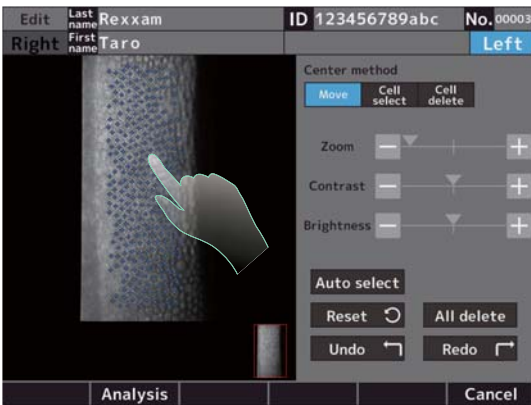 Edit Last name Rexxam ID 123456789abc No. 00003
Right First name Taro Left
Center method
Move Cell select Cell delete
Zoom
Contrast
Brightness
Auto select
Reset All delete
Undo Redo
Analysis Cancel